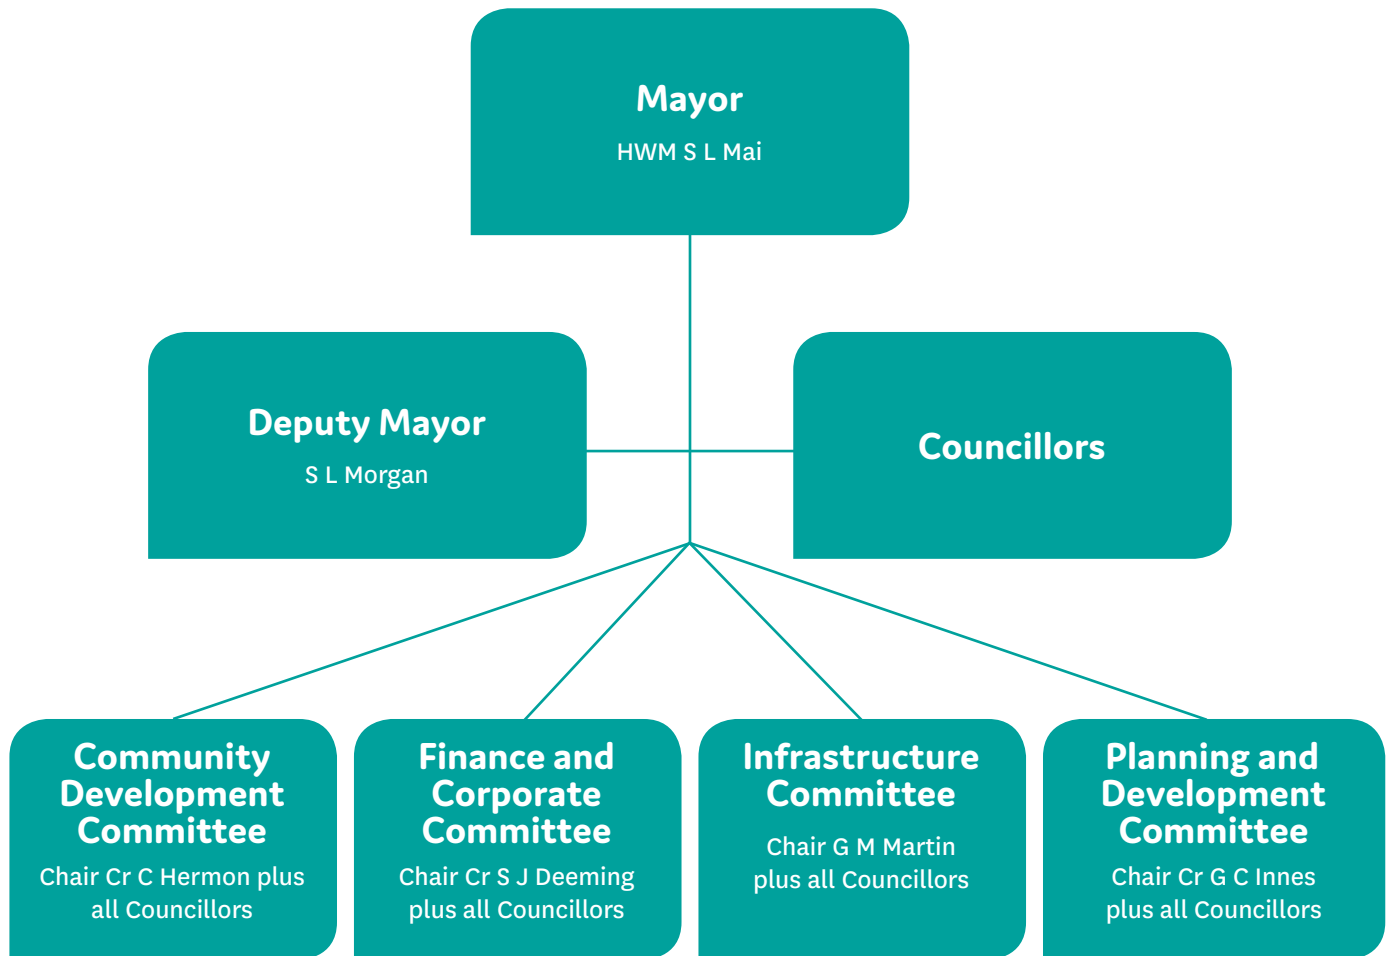 Mayor
HWM S L Mai
Deputy Mayor
S L Morgan
Councillors
Community
Development
Committee
Chair Cr C Hermon plus
all Councillors
Finance and
Corporate
Committee
Chair Cr S J Deeming
plus all Councillors
Infrastructure
Committee
Chair G M Martin
plus all Councillors
Planning and
Development
Committee
Chair Cr G C Innes
plus all Councillors